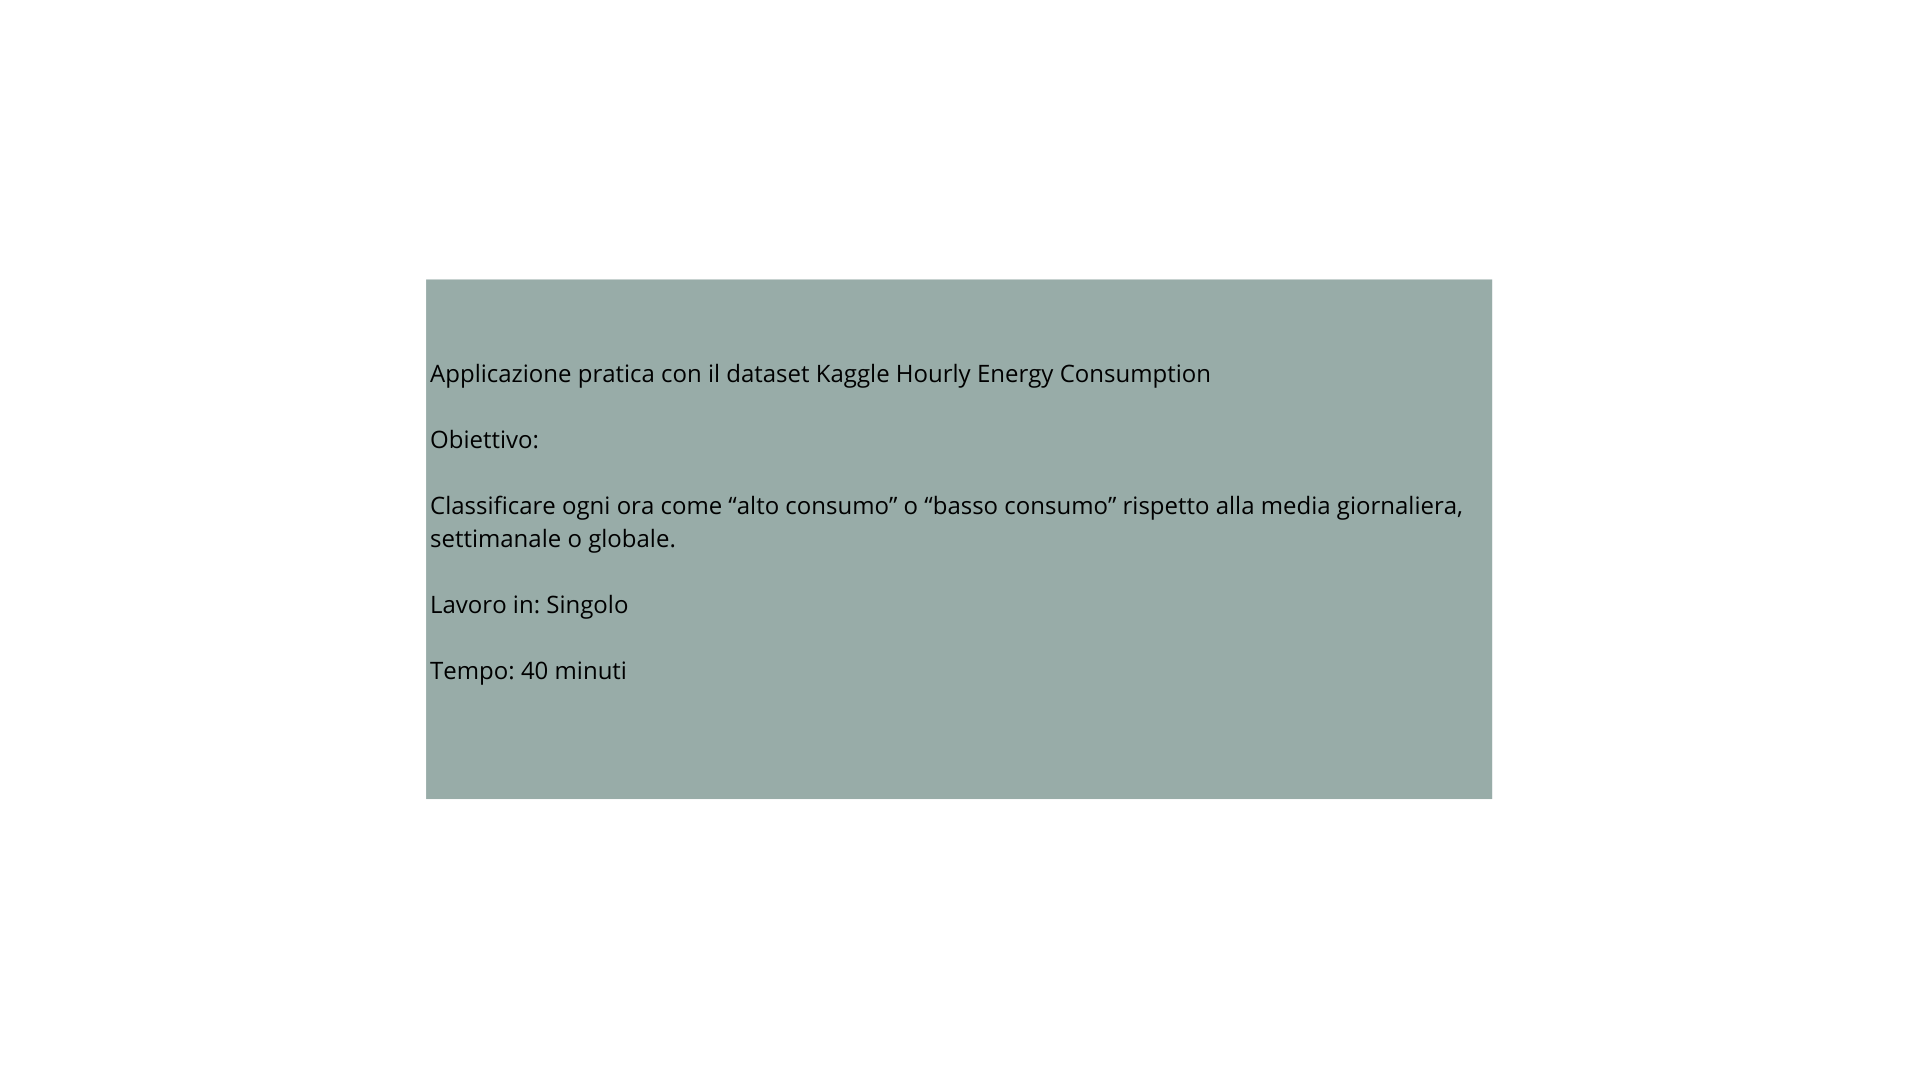 Applicazione pratica con il dataset Kaggle Hourly Energy Consumption
Obiettivo:
Classificare ogni ora come “alto consumo” o “basso consumo” rispetto alla media giornaliera,
settimanale o globale.
Lavoro in: Singolo
Tempo: 40 minuti